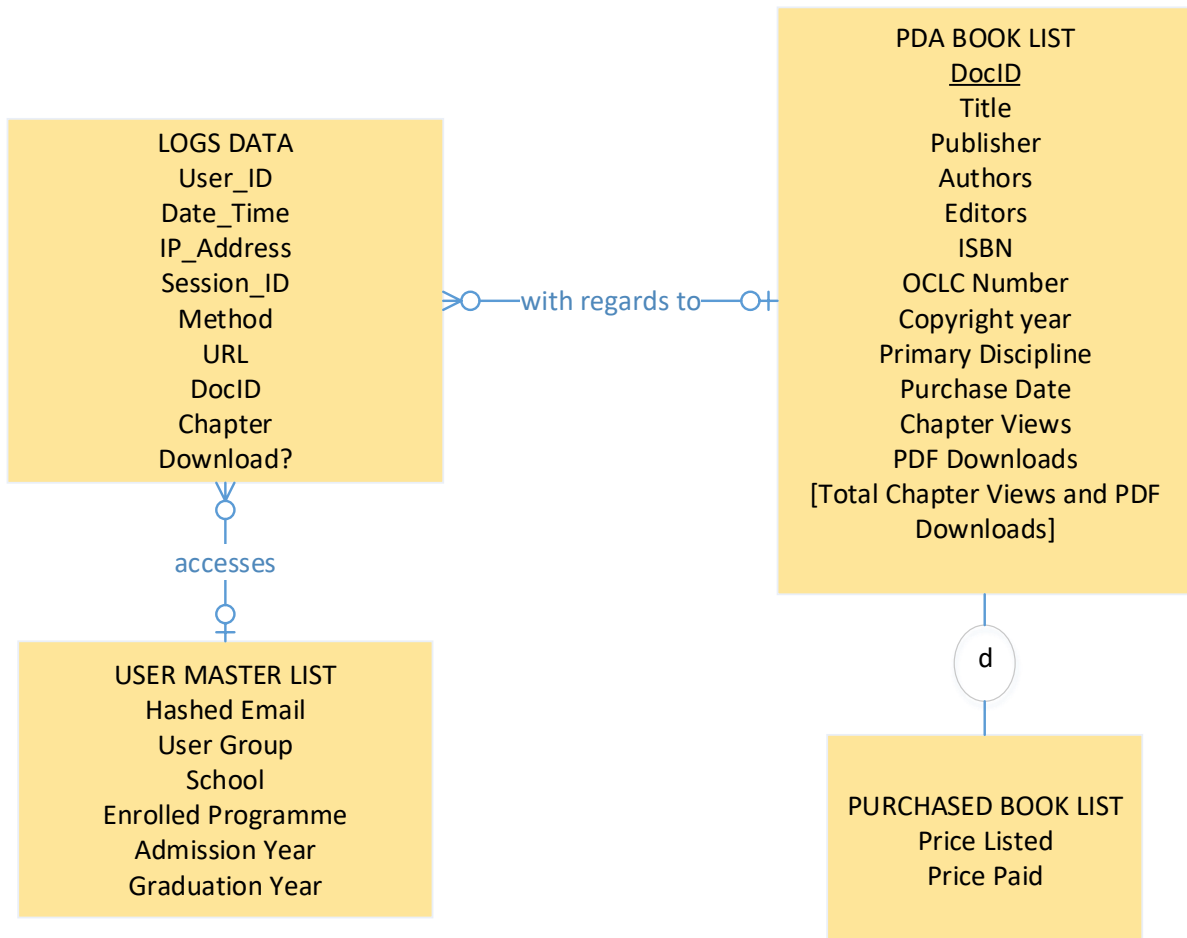 LOGS DATA
User_ID
Date_Time
IP_Address
Session_ID
Method
URL
DocID
Chapter
Download?
with regards to
PDA BOOK LIST
DocID
Title
Publisher
Authors
Editors
ISBN
OCLC Number
Copyright year
Primary Discipline
Purchase Date
Chapter Views
PDF Downloads
[Total Chapter Views and PDF
Downloads]
accesses
USER MASTER LIST
Hashed Email
User Group
School
Enrolled Programme
Admission Year
Graduation Year
d
PURCHASED BOOK LIST
Price Listed
Price Paid